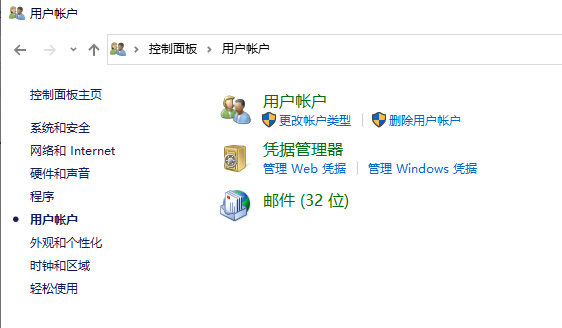 用户帐户
控制面板 用户帐户
控制面板主页
系统和安全
网络和 Internet
硬件和声音
程序
用户帐户
外观和个性化
时钟和区域
轻松使用
用户帐户
更改帐户类型 删除用户帐户
凭据管理器
管理 Web 凭据 管理 Windows 凭据
邮件 (32 位)